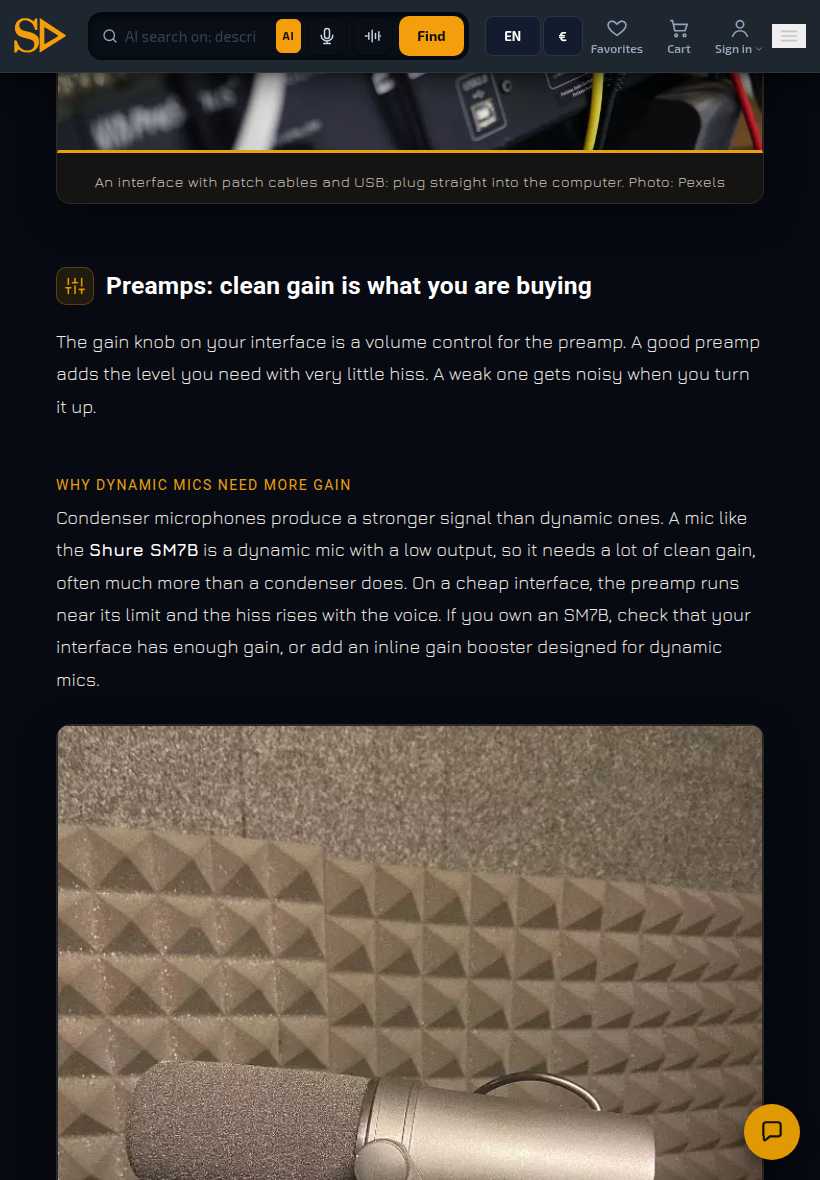 SD
AI search on: descri
AI
Find
EN
€
Favorites
Cart
Sign in
An interface with patch cables and USB: plug straight into the computer. Photo: Pexels
Preamps: clean gain is what you are buying
The gain knob on your interface is a volume control for the preamp. A good preamp
adds the level you need with very little hiss. A weak one gets noisy when you turn
it up.
WHY DYNAMIC MICS NEED MORE GAIN
Condenser microphones produce a stronger signal than dynamic ones. A mic like
the Shure SM7B is a dynamic mic with a low output, so it needs a lot of clean gain,
often much more than a condenser does. On a cheap interface, the preamp runs
near its limit and the hiss rises with the voice. If you own an SM7B, check that your
interface has enough gain, or add an inline gain booster designed for dynamic
mics.